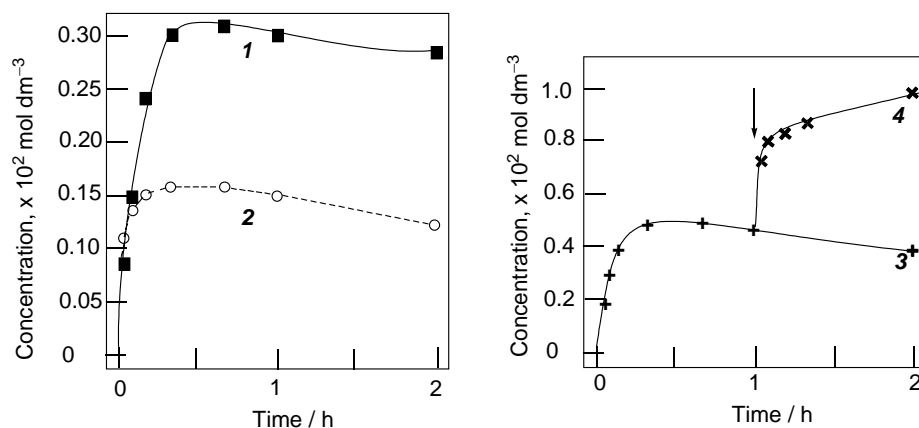 Concentration, x 10² mol dm⁻³
0.30
0.25
0.20
0.15
0.10
0.05
0
1
2
0 1 2
Time / h
Concentration, x 10² mol dm⁻³
1.0
0.8
0.6
0.4
0.2
0
4
3
0 1 2
Time / h